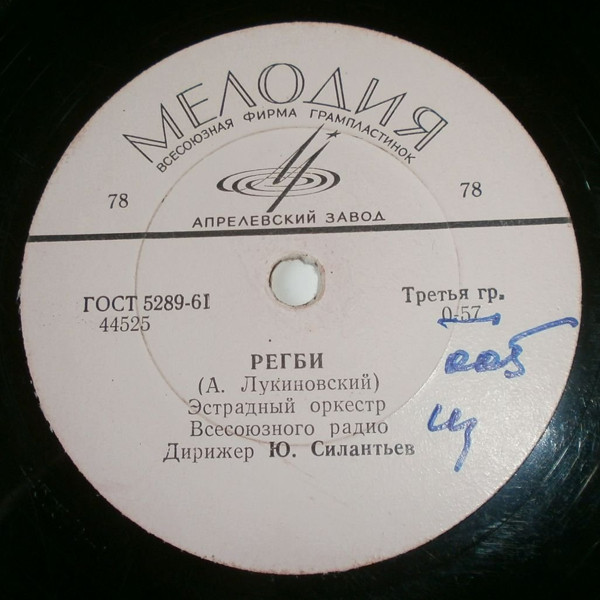 МЕЛОДИЯ
ВСЕСОЮЗНАЯ ФИРМА ГРАМПЛАСТИНОК
78 78
АПРЕЛЕВСКИЙ ЗАВОД
ГОСТ 5289-61 Третья гр.
44525 0-57
РЕГБИ
(А. Лукиновский)
Эстрадный оркестр
Всесоюзного радио
Дирижер Ю. Силантьев